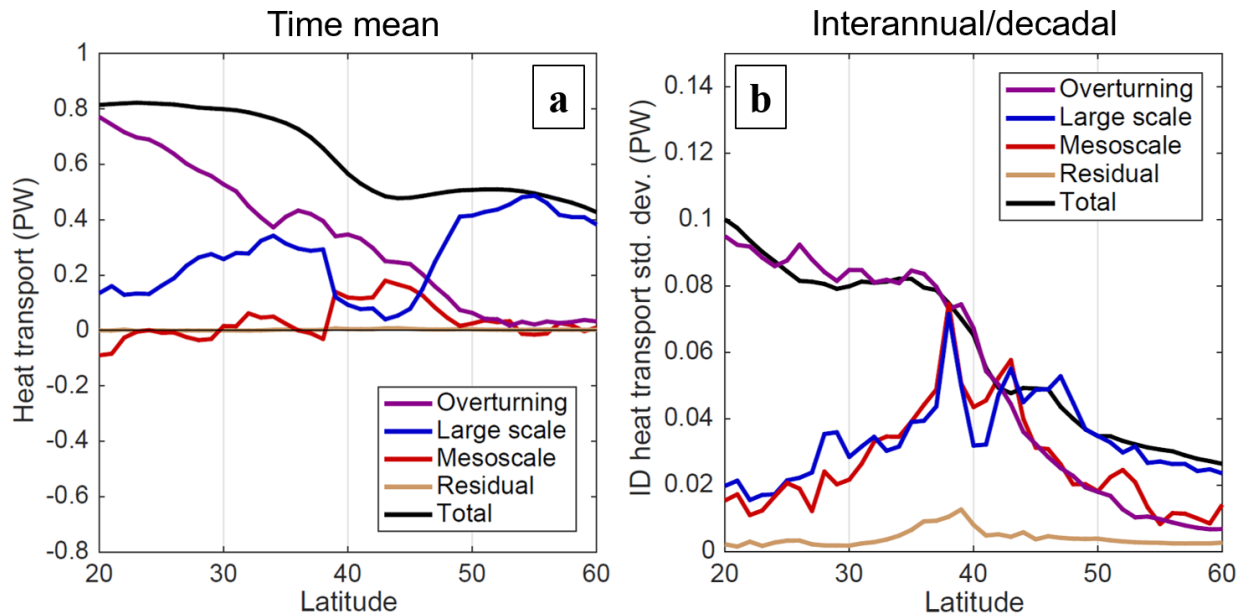 Time mean
Interannual/decadal
a
b
Heat transport (PW)
1
0.8
0.6
0.4
0.2
0
-0.2
-0.4
-0.6
-0.8
Overturning
Large scale
Mesoscale
Residual
Total
20
30
40
50
60
Latitude
ID heat transport std. dev. (PW)
0.14
0.12
0.1
0.08
0.06
0.04
0.02
0
Overturning
Large scale
Mesoscale
Residual
Total
20
30
40
50
60
Latitude